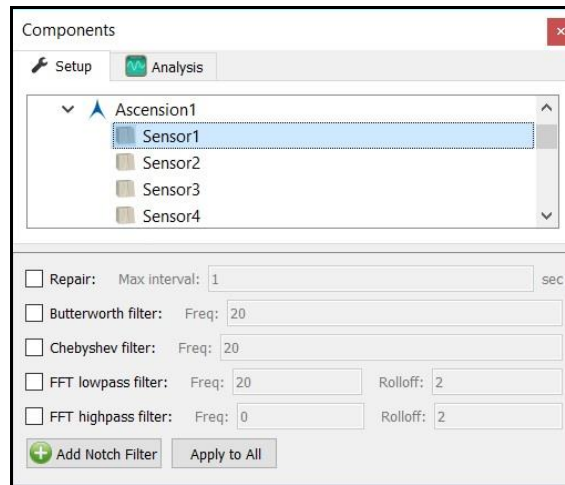 Components
Setup Analysis
Ascension1
Sensor1
Sensor2
Sensor3
Sensor4
Repair: Max interval: 1 sec
Butterworth filter: Freq: 20
Chebyshev filter: Freq: 20
FFT lowpass filter: Freq: 20 Rolloff: 2
FFT highpass filter: Freq: 0 Rolloff: 2
Add Notch Filter Apply to All